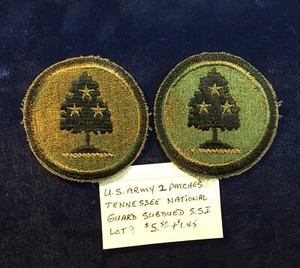 U.S. ARMY 2 PATCHES
TENNESSEE NATIONAL
GUARD SUBDUED S.S.I
LOT 9 $5.50 + 1.45